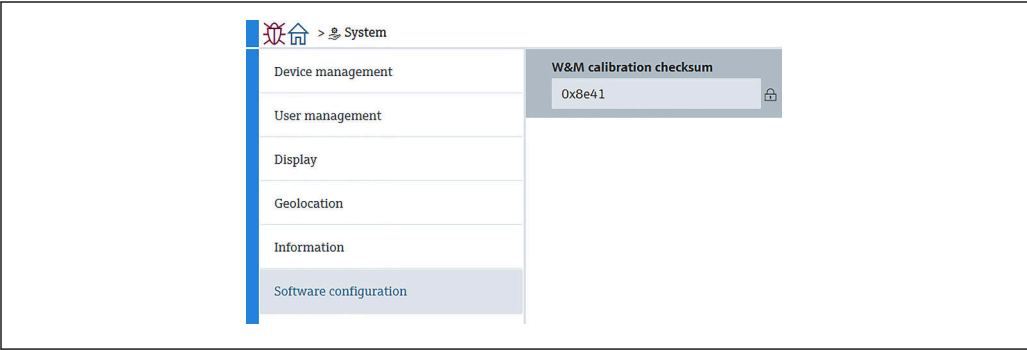 > System
Device management
User management
Display
Geolocation
Information
Software configuration
W&M calibration checksum
0x8e41